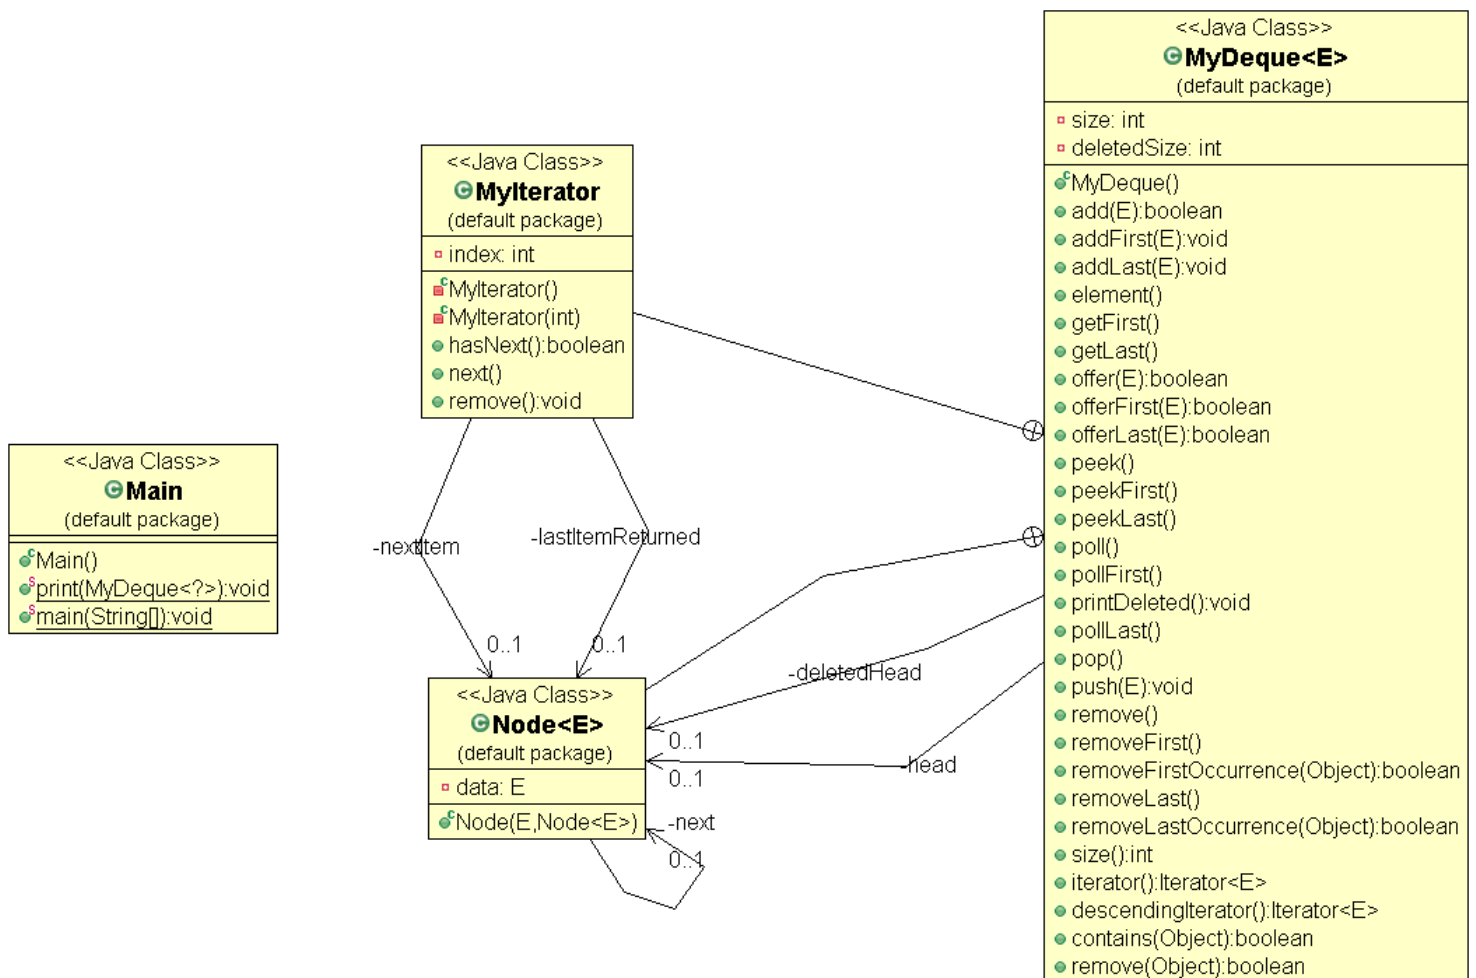 <<Java Class>>
Main
(default package)
Main()
print(MyDeque<?>):void
main(String[]):void
<<Java Class>>
MyIterator
(default package)
index: int
MyIterator()
MyIterator(int)
hasNext():boolean
next()
remove():void
-nextItem
-lastItemReturned
0..1
0..1
<<Java Class>>
Node<E>
(default package)
data: E
Node(E,Node<E>)
-deletedHead
0..1
-head
0..1
-next
0..1
<<Java Class>>
MyDeque<E>
(default package)
size: int
deletedSize: int
MyDeque()
add(E):boolean
addFirst(E):void
addLast(E):void
element()
getFirst()
getLast()
offer(E):boolean
offerFirst(E):boolean
offerLast(E):boolean
peek()
peekFirst()
peekLast()
poll()
pollFirst()
printDeleted():void
pollLast()
pop()
push(E):void
remove()
removeFirst()
removeFirstOccurrence(Object):boolean
removeLast()
removeLastOccurrence(Object):boolean
size():int
iterator():Iterator<E>
descendingIterator():Iterator<E>
contains(Object):boolean
remove(Object):boolean